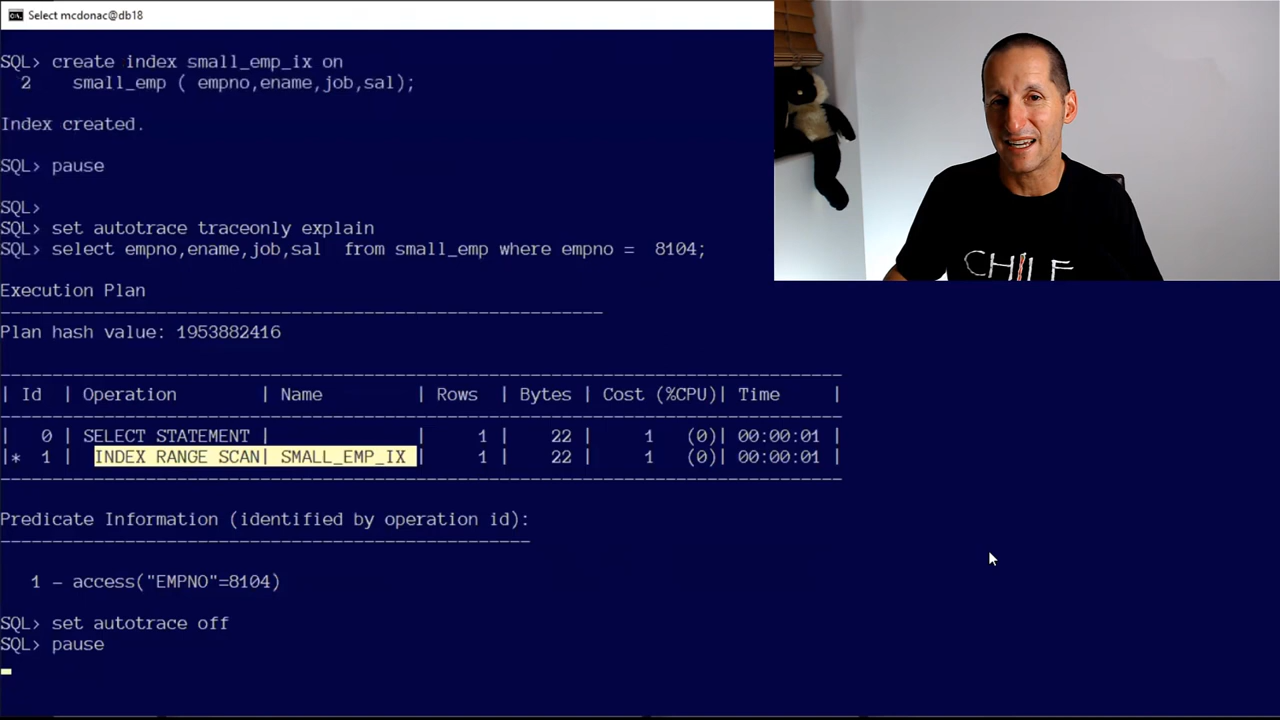 Select mcdonac@db18
SQL> create index small_emp_ix on
  2    small_emp ( empno,ename,job,sal);
Index created.
SQL> pause
SQL>
SQL> set autotrace traceonly explain
SQL> select empno,ename,job,sal  from small_emp where empno =  8104;
Execution Plan
----------------------------------------------------------
Plan hash value: 1953882416
---------------------------------------------------------------------------------
| Id  | Operation        | Name         | Rows  | Bytes | Cost (%CPU)| Time     |
---------------------------------------------------------------------------------
|   0 | SELECT STATEMENT |              |     1 |    22 |     1   (0)| 00:00:01 |
|*  1 |  INDEX RANGE SCAN| SMALL_EMP_IX |     1 |    22 |     1   (0)| 00:00:01 |
---------------------------------------------------------------------------------
Predicate Information (identified by operation id):
---------------------------------------------------
   1 - access("EMPNO"=8104)
SQL> set autotrace off
SQL> pause
CHILE